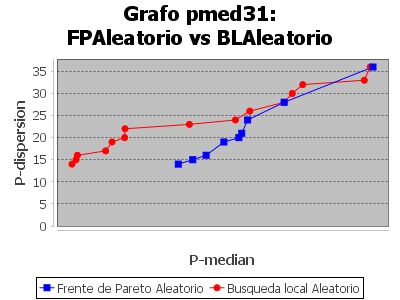 Grafo pmed31:
FPAleatorio vs BLAleatorio
P-dispersion
35
30
25
20
15
10
5
0
P-median
Frente de Pareto Aleatorio
Busqueda local Aleatorio